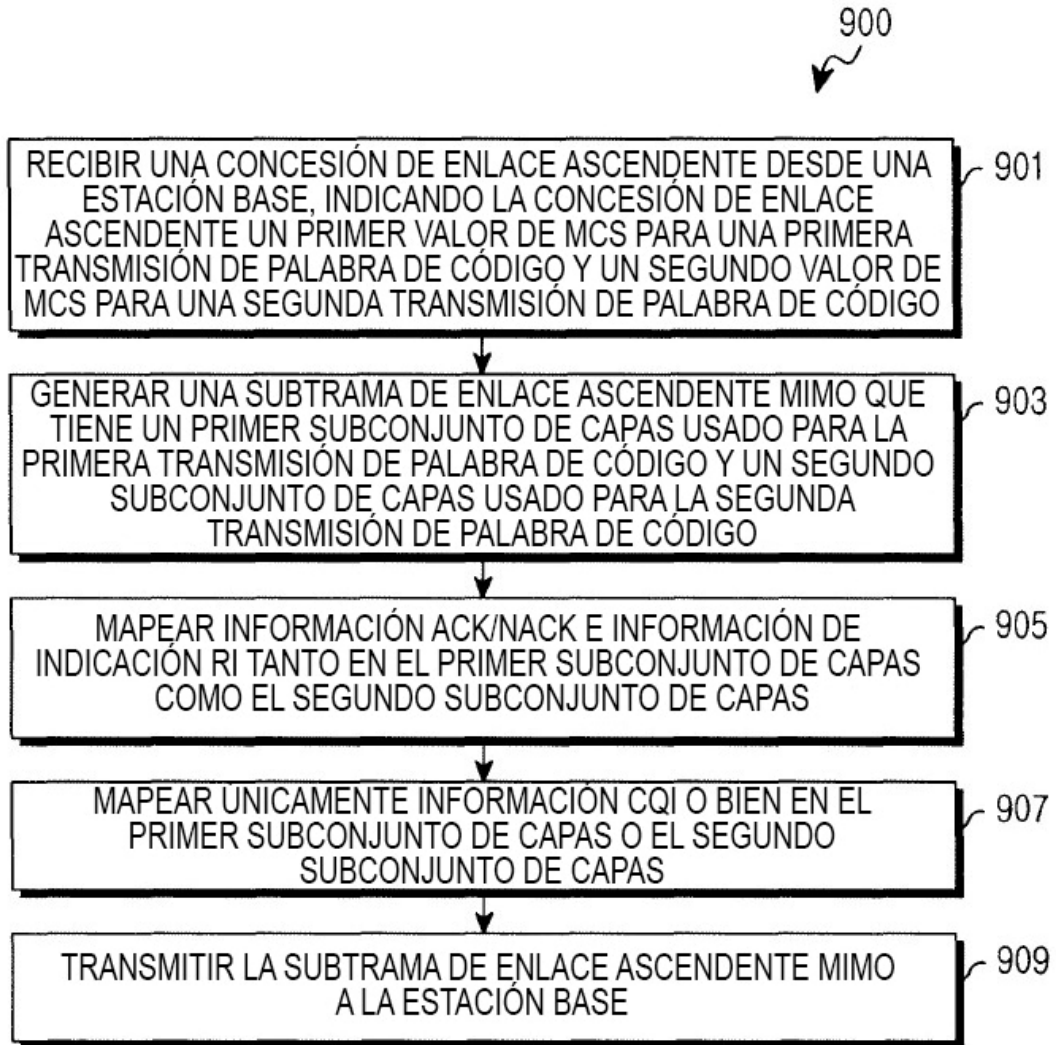 900
RECIBIR UNA CONCESIÓN DE ENLACE ASCENDENTE DESDE UNA
ESTACIÓN BASE, INDICANDO LA CONCESIÓN DE ENLACE
ASCENDENTE UN PRIMER VALOR DE MCS PARA UNA PRIMERA
TRANSMISIÓN DE PALABRA DE CÓDIGO Y UN SEGUNDO VALOR DE
MCS PARA UNA SEGUNDA TRANSMISIÓN DE PALABRA DE CÓDIGO
901
GENERAR UNA SUBTRAMA DE ENLACE ASCENDENTE MIMO QUE
TIENE UN PRIMER SUBCONJUNTO DE CAPAS USADO PARA LA
PRIMERA TRANSMISIÓN DE PALABRA DE CÓDIGO Y UN SEGUNDO
SUBCONJUNTO DE CAPAS USADO PARA LA SEGUNDA
TRANSMISIÓN DE PALABRA DE CÓDIGO
903
MAPEAR INFORMACIÓN ACK/NACK E INFORMACIÓN DE
INDICACIÓN RI TANTO EN EL PRIMER SUBCONJUNTO DE CAPAS
COMO EL SEGUNDO SUBCONJUNTO DE CAPAS
905
MAPEAR ÚNICAMENTE INFORMACIÓN CQI O BIEN EN EL
PRIMER SUBCONJUNTO DE CAPAS O EL SEGUNDO
SUBCONJUNTO DE CAPAS
907
TRANSMITIR LA SUBTRAMA DE ENLACE ASCENDENTE MIMO
A LA ESTACIÓN BASE
909